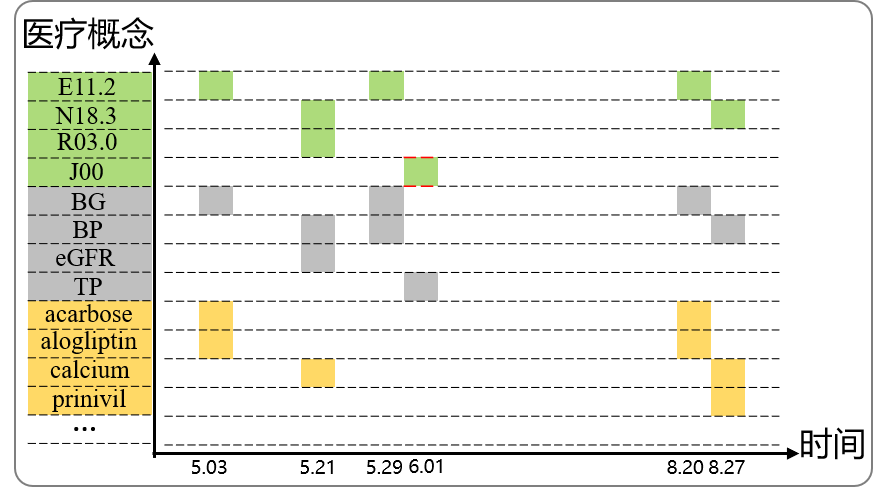 医疗概念
E11.2
N18.3
R03.0
J00
BG
BP
eGFR
TP
acarbose
alogliptin
calcium
prinivil
...
时间
5.03 5.21 5.29 6.01 8.20 8.27